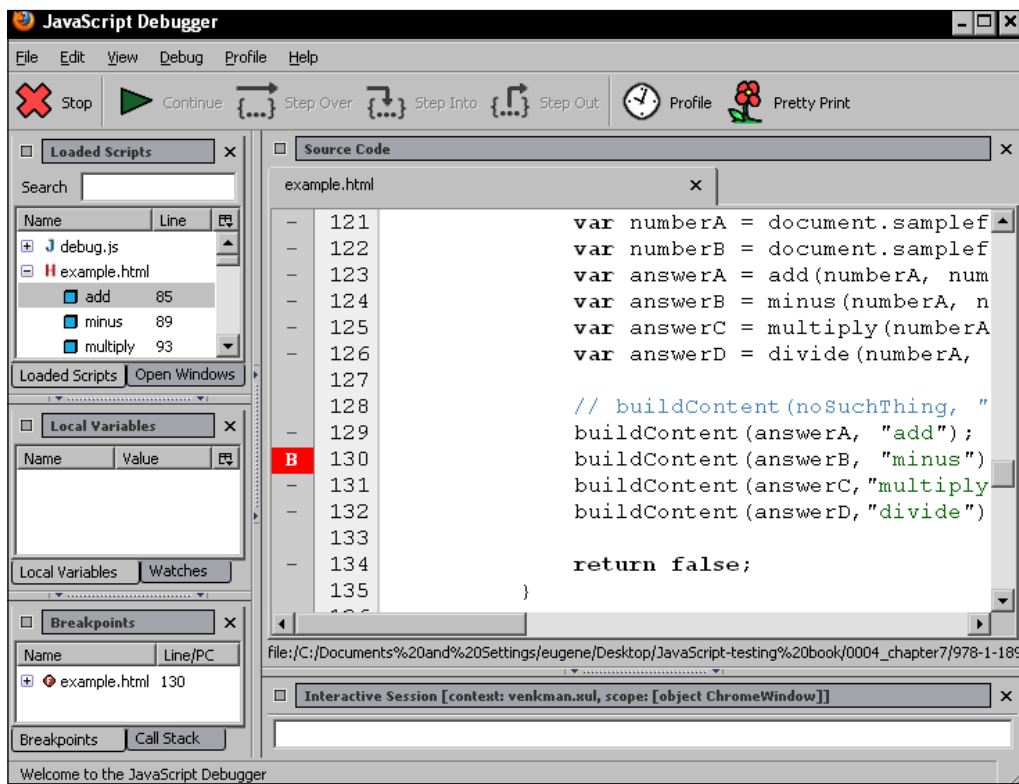 JavaScript Debugger
File Edit View Debug Profile Help
Stop Continue {...} Step Over {...} Step Into {...} Step Out Profile Pretty Print
Loaded Scripts
Search
Name Line
J debug.js
H example.html
add 85
minus 89
multiply 93
Loaded Scripts Open Windows
Local Variables
Name Value
Local Variables Watches
Breakpoints
Name Line/PC
example.html 130
Breakpoints Call Stack
Source Code
example.html
– 121 var numberA = document.samplef
– 122 var numberB = document.samplef
– 123 var answerA = add(numberA, num
– 124 var answerB = minus(numberA, n
– 125 var answerC = multiply(numberA
– 126 var answerD = divide(numberA,
127
128 // buildContent(noSuchThing, "
– 129 buildContent(answerA, "add");
B 130 buildContent(answerB, "minus")
– 131 buildContent(answerC,"multiply
– 132 buildContent(answerD,"divide")
133
– 134 return false;
135 }
file:/C:/Documents%20and%20Settings/eugene/Desktop/JavaScript-testing%20book/0004_chapter7/978-1-189
Interactive Session [context: venkman.xul, scope: [object ChromeWindow]]
Welcome to the JavaScript Debugger